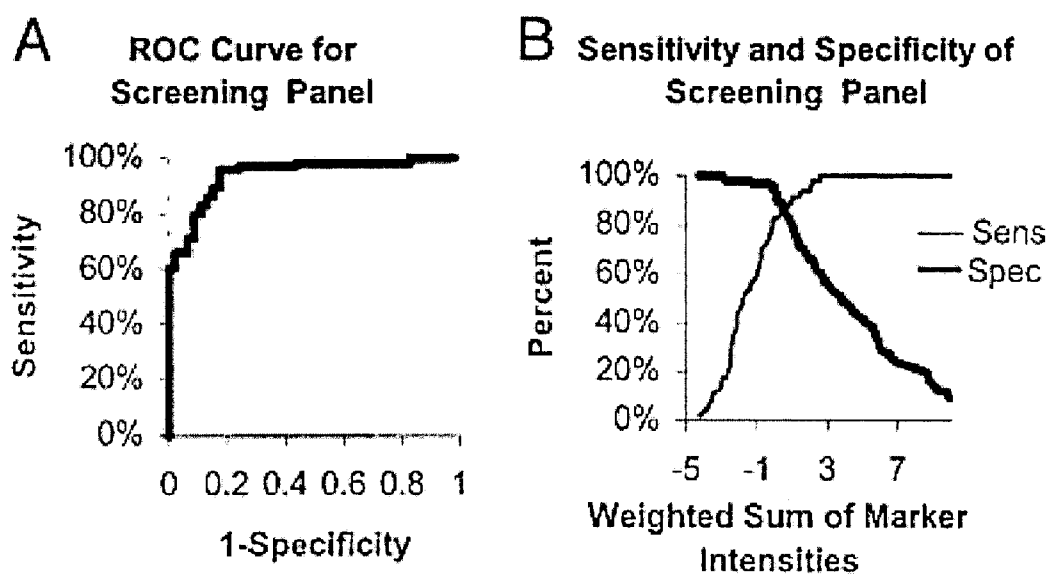 A
ROC Curve for
Screening Panel
100%
80%
60%
40%
20%
0%
Sensitivity
0 0.2 0.4 0.6 0.8 1
1-Specificity
B
Sensitivity and Specificity of
Screening Panel
100%
80%
60%
40%
20%
0%
Percent
Sens
Spec
-5 -1 3 7
Weighted Sum of Marker
Intensities